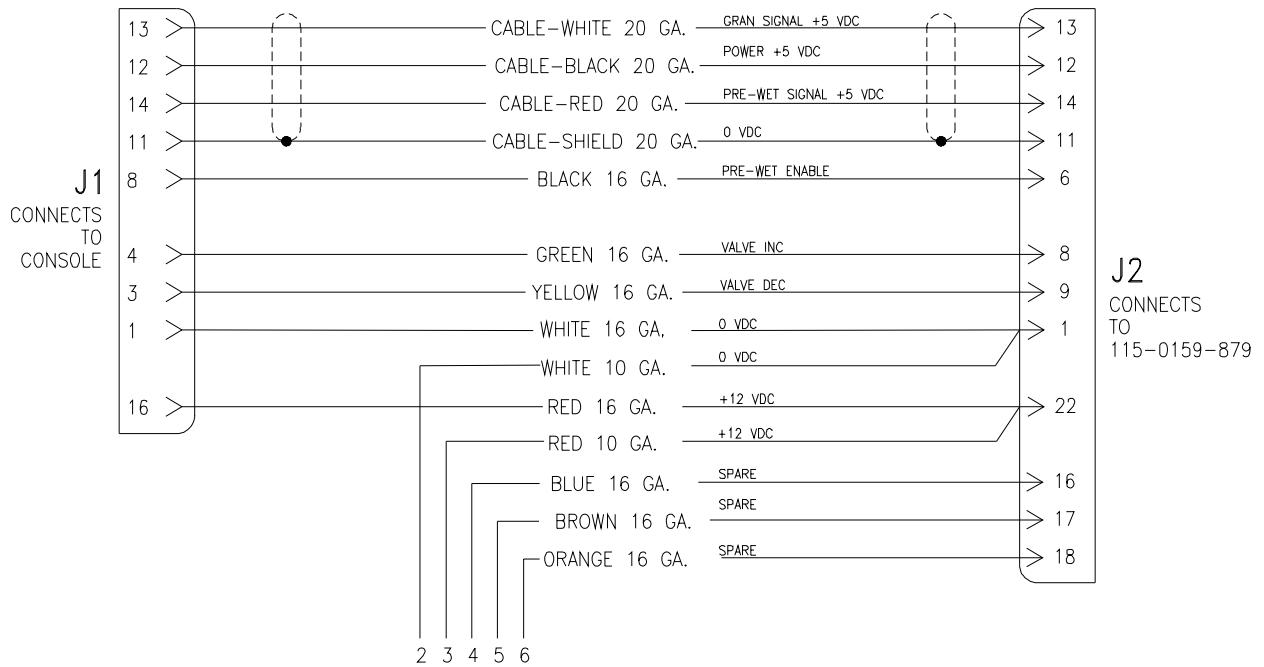 13 CABLE-WHITE 20 GA. GRAN SIGNAL +5 VDC 13
12 CABLE-BLACK 20 GA. POWER +5 VDC 12
14 CABLE-RED 20 GA. PRE-WET SIGNAL +5 VDC 14
11 CABLE-SHIELD 20 GA. 0 VDC 11
J1
CONNECTS
TO
CONSOLE
8 BLACK 16 GA. PRE-WET ENABLE 6
4 GREEN 16 GA. VALVE INC 8
3 YELLOW 16 GA. VALVE DEC 9
J2
CONNECTS
TO
115-0159-879
1 WHITE 16 GA. 0 VDC 1
WHITE 10 GA. 0 VDC
16 RED 16 GA. +12 VDC 22
RED 10 GA. +12 VDC
BLUE 16 GA. SPARE 16
BROWN 16 GA. SPARE 17
ORANGE 16 GA. SPARE 18
2 3 4 5 6